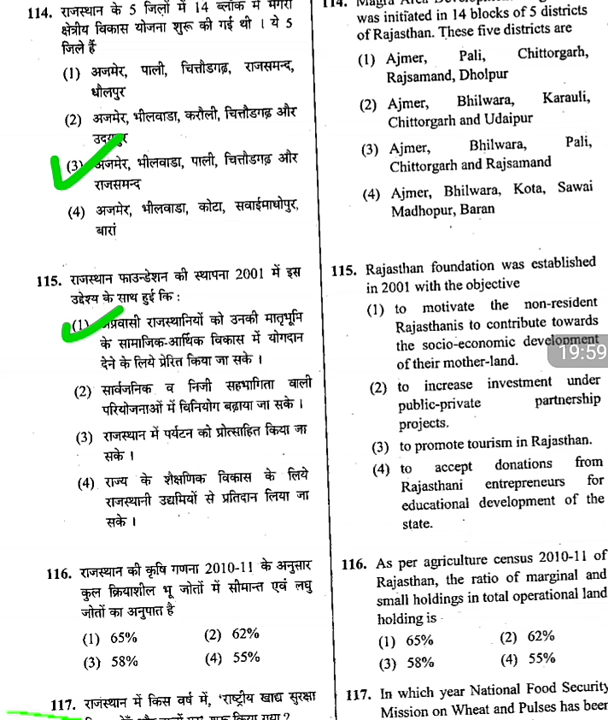 114. राजस्थान के 5 जिलों में 14 ब्लॉक में मगरा
क्षेत्रीय विकास योजना शुरू की गई थी । ये 5
जिले हैं
(1) अजमेर, पाली, चित्तौडगढ़, राजसमन्द,
धौलपुर
(2) अजमेर, भीलवाडा, करौली, चित्तौडगढ़ और
उदयपुर
(3) अजमेर, भीलवाडा, पाली, चित्तौडगढ़ और
राजसमन्द
(4) अजमेर, भीलवाडा, कोटा, सवाईमाधोपुर,
बारां
115. राजस्थान फाउन्डेशन की स्थापना 2001 में इस
उद्देश्य के साथ हुई कि :
(1) अप्रवासी राजस्थानियों को उनकी मातृभूमि
के सामाजिक-आर्थिक विकास में योगदान
देने के लिये प्रेरित किया जा सके ।
(2) सार्वजनिक व निजी सहभागिता वाली
परियोजनाओं में विनियोग बढ़ाया जा सके ।
(3) राजस्थान में पर्यटन को प्रोत्साहित किया जा
सके ।
(4) राज्य के शैक्षणिक विकास के लिये
राजस्थानी उद्यमियों से प्रतिदान लिया जा
सके ।
116. राजस्थान की कृषि गणना 2010-11 के अनुसार
कुल क्रियाशील भू जोतों में सीमान्त एवं लघु
जोतों का अनुपात है
(1) 65% (2) 62%
(3) 58% (4) 55%
117. राजस्थान में किस वर्ष में, 'राष्ट्रीय खाद्य सुरक्षा
114. Magra Area
was initiated in 14 blocks of 5 districts
of Rajasthan. These five districts are
(1) Ajmer, Pali, Chittorgarh,
Rajsamand, Dholpur
(2) Ajmer, Bhilwara, Karauli,
Chittorgarh and Udaipur
(3) Ajmer, Bhilwara, Pali,
Chittorgarh and Rajsamand
(4) Ajmer, Bhilwara, Kota, Sawai
Madhopur, Baran
115. Rajasthan foundation was established
in 2001 with the objective
(1) to motivate the non-resident
Rajasthanis to contribute towards
the socio-economic development
of their mother-land.
19:59
(2) to increase investment under
public-private partnership
projects.
(3) to promote tourism in Rajasthan.
(4) to accept donations from
Rajasthani entrepreneurs for
educational development of the
state.
116. As per agriculture census 2010-11 of
Rajasthan, the ratio of marginal and
small holdings in total operational land
holding is -
(1) 65% (2) 62%
(3) 58% (4) 55%
117. In which year National Food Security
Mission on Wheat and Pulses has been